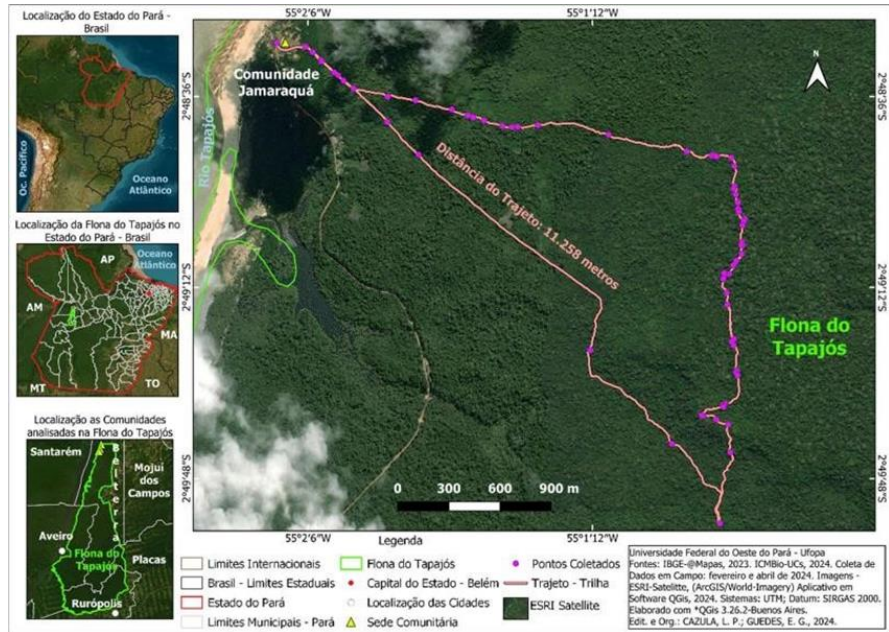 Localização do Estado do Pará -
Brasil
Oc. Pacífico
Oceano
Atlântico
Localização da Flona do Tapajós no
Estado do Pará - Brasil
Oceano
Atlântico
AP
AM
MA
MT
TO
Localização as Comunidades
analisadas na Flona do Tapajós
Santarém
Belterra
Mojui
dos
Campos
Aveiro
Flona do
Tapajós
Placas
Rurópolis
55°2'6"W
55°1'12"W
2°48'36"S
2°48'36"S
2°49'12"S
2°49'12"S
2°49'48"S
2°49'48"S
N
Comunidade
Jamaraquá
Rio Tapajós
Distância do Trajeto: 11.258 metros
Flona do
Tapajós
0 300 600 900 m
55°2'6"W
55°1'12"W
Legenda
Limites Internacionais
Brasil - Limites Estaduais
Estado do Pará
Limites Municipais - Pará
Flona do Tapajós
Capital do Estado - Belém
Localização das Cidades
Sede Comunitária
Pontos Coletados
Trajeto - Trilha
ESRI Satellite
Universidade Federal do Oeste do Pará - Ufopa
Fontes: IBGE-@Mapas, 2023. ICMBio-UCs, 2024. Coleta de
Dados em Campo: fevereiro e abril de 2024. Imagens -
ESRI-Satelitte, (ArcGIS/World-Imagery) Aplicativo em
Software QGIS, 2024. Sistemas: UTM; Datum: SIRGAS 2000.
Elaborado com *QGis 3.26.2-Buenos Aires.
Edit. e Org.: CAZULA, L. P.; GUEDES, E. G., 2024.